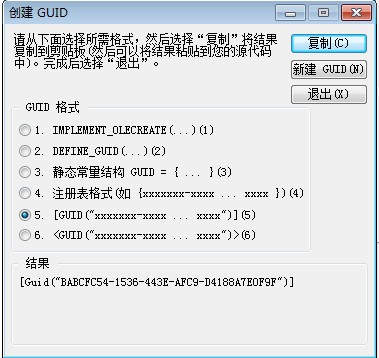 创建 GUID
请从下面选择所需格式，然后选择“复制”将结果
复制到剪贴板(然后可以将结果粘贴到您的源代码
中)。完成后选择“退出”。
复制(C)
新建 GUID(N)
退出(X)
GUID 格式
1. IMPLEMENT_OLECREATE(...)(1)
2. DEFINE_GUID(...)(2)
3. 静态常量结构 GUID = { ... }(3)
4. 注册表格式(如 {xxxxxxx-xxxx ... xxxx })(4)
5. [GUID("xxxxxxx-xxxx ... xxxx")](5)
6. <GUID("xxxxxxx-xxxx ... xxxx")>(6)
结果
[Guid("BABCFC54-1536-443E-AFC9-D4188A7E0F9F")]